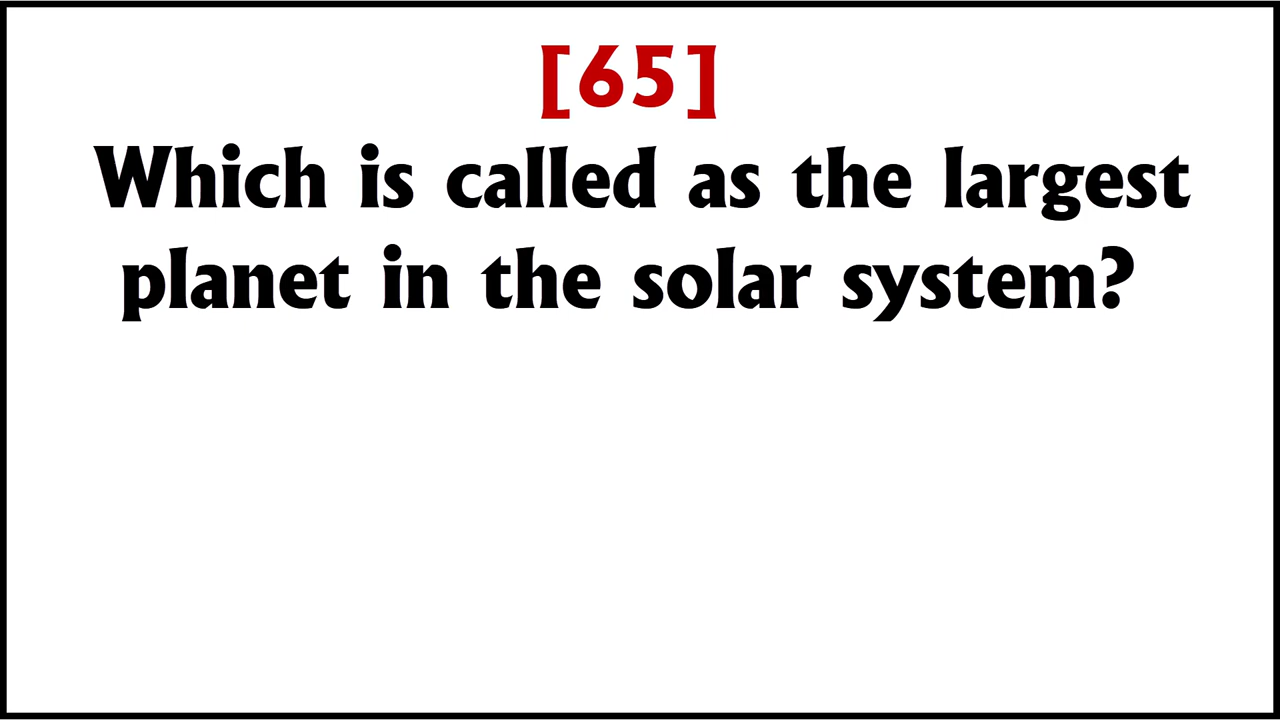 [65]
Which is called as the largest
planet in the solar system?